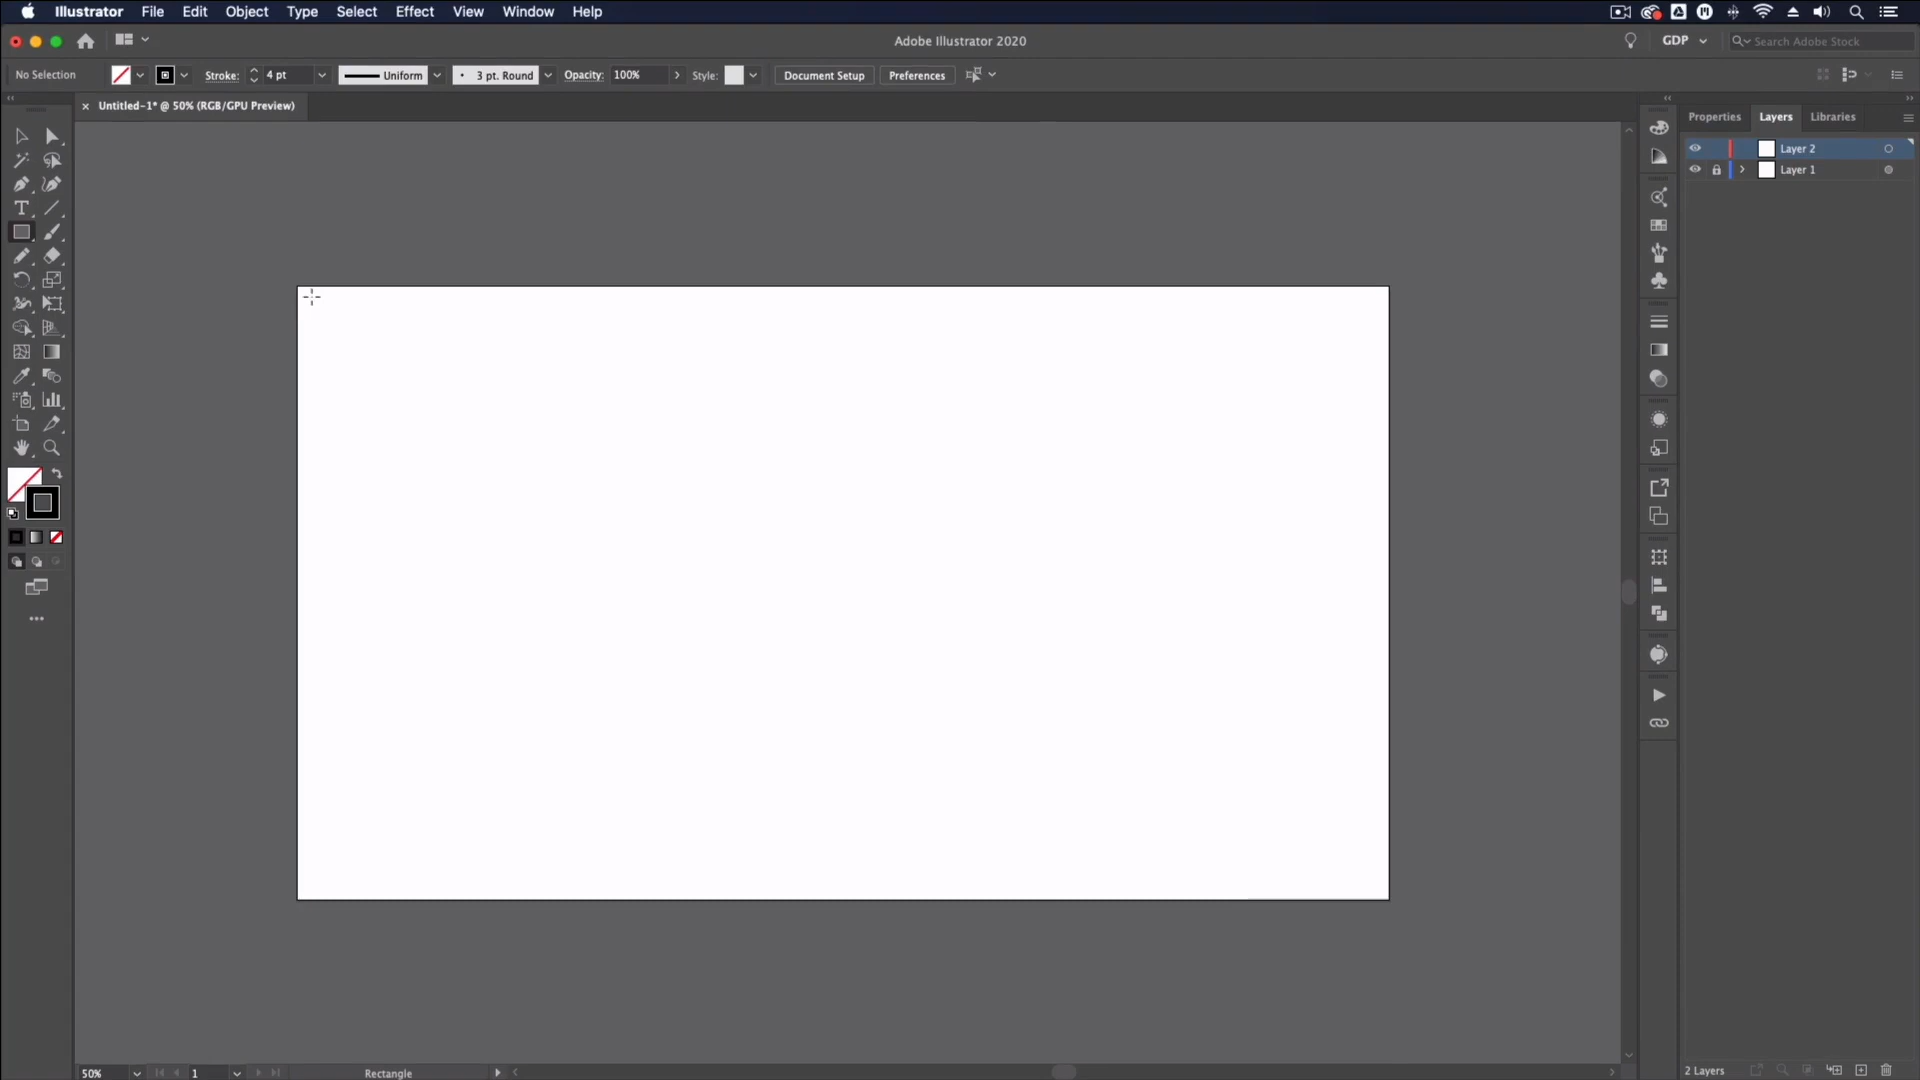 Illustrator File Edit Object Type Select Effect View Window Help
Adobe Illustrator 2020
GDP
Search Adobe Stock
No Selection Stroke: 4 pt Uniform 3 pt. Round Opacity: 100% Style: Document Setup Preferences
Untitled-1* @ 50% (RGB/GPU Preview)
Properties Layers Libraries
Layer 2
Layer 1
50% 1 Rectangle
2 Layers